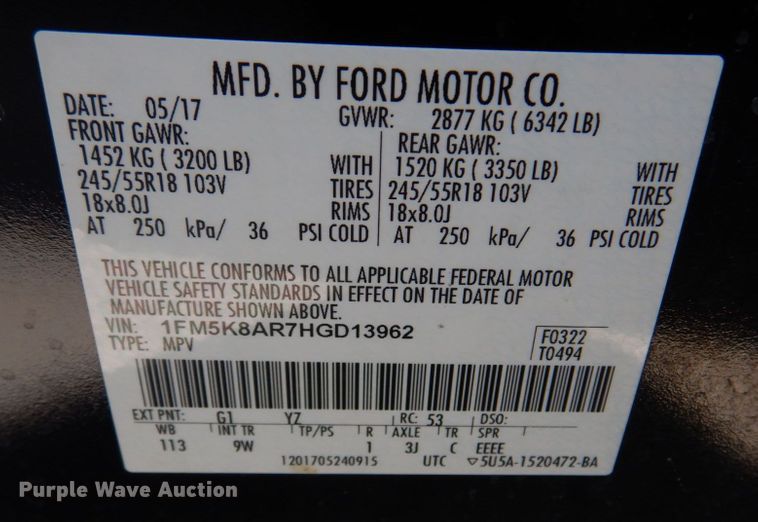 MFD. BY FORD MOTOR CO.
DATE: 05/17 GVWR: 2877 KG ( 6342 LB)
FRONT GAWR: REAR GAWR:
1452 KG ( 3200 LB) WITH 1520 KG ( 3350 LB) WITH
245/55R18 103V TIRES 245/55R18 103V TIRES
18x8.0J RIMS 18x8.0J RIMS
AT 250 kPa/ 36 PSI COLD AT 250 kPa/ 36 PSI COLD
THIS VEHICLE CONFORMS TO ALL APPLICABLE FEDERAL MOTOR
VEHICLE SAFETY STANDARDS IN EFFECT ON THE DATE OF
MANUFACTURE SHOWN ABOVE.
VIN: 1FM5K8AR7HGD13962 F0322
TYPE: MPV T0494
EXT PNT: G1 YZ RC: 53 DSO:
WB INT TR TP/PS R AXLE TR SPR
113 9W 1 3J C EEEE
1201705240915 UTC ▽5U5A-1520472-BA
Purple Wave Auction